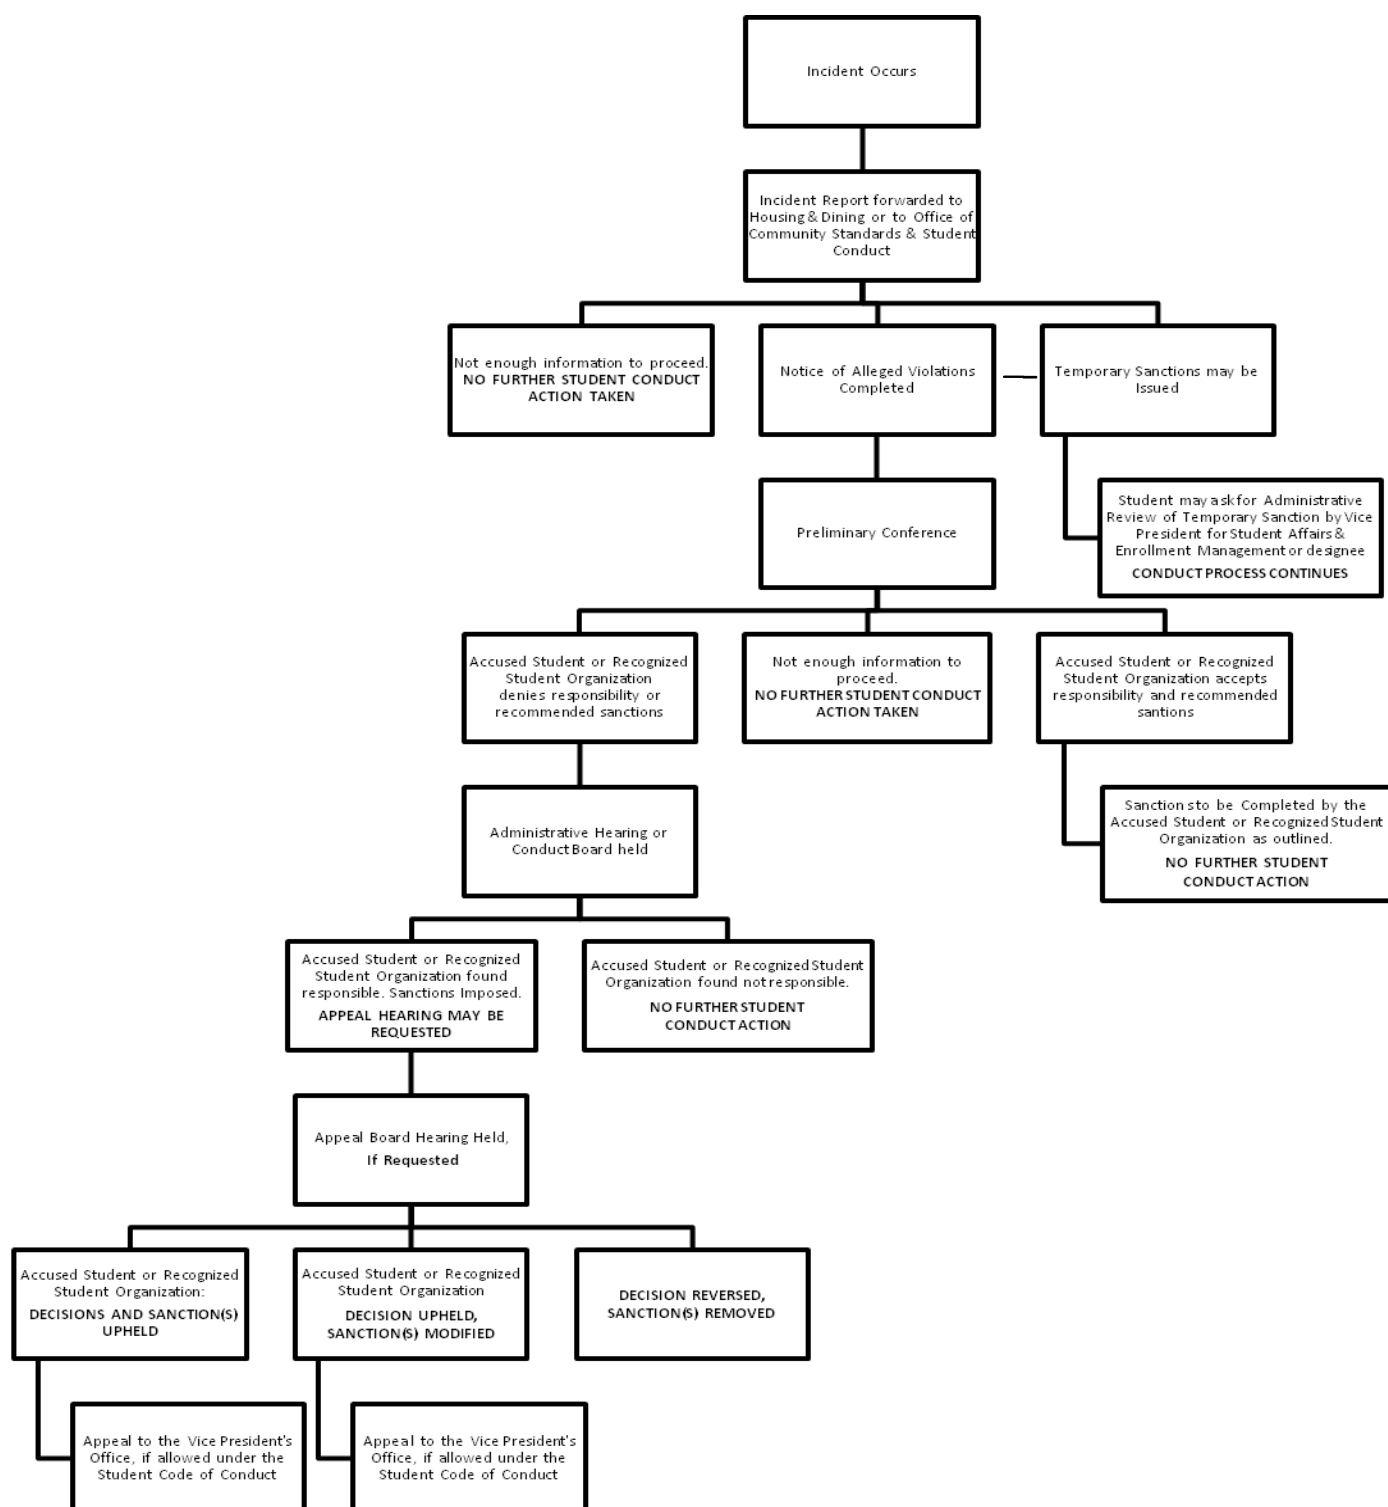 Incident Occurs
Incident Report forwarded to
Housing & Dining or to Office of
Community Standards & Student
Conduct
Not enough information to proceed.
NO FURTHER STUDENT CONDUCT
ACTION TAKEN
Notice of Alleged Violations
Completed
Temporary Sanctions may be
Issued
Student may ask for Administrative
Review of Temporary Sanction by Vice
President for Student Affairs &
Enrollment Management or designee
CONDUCT PROCESS CONTINUES
Preliminary Conference
Accused Student or Recognized
Student Organization
denies responsibility or
recommended sanctions
Not enough information to
proceed.
NO FURTHER STUDENT CONDUCT
ACTION TAKEN
Accused Student or Recognized
Student Organization accepts
responsibility and recommended
santions
Sanctions to be Completed by the
Accused Student or Recognized Student
Organization as outlined.
NO FURTHER STUDENT
CONDUCT ACTION
Administrative Hearing or
Conduct Board held
Accused Student or Recognized
Student Organization found
responsible. Sanctions Imposed.
APPEAL HEARING MAY BE
REQUESTED
Accused Student or Recognized Student
Organization found not responsible.
NO FURTHER STUDENT
CONDUCT ACTION
Appeal Board Hearing Held,
If Requested
Accused Student or Recognized
Student Organization:
DECISIONS AND SANCTION(S)
UPHELD
Accused Student or Recognized
Student Organization
DECISION UPHELD,
SANCTION(S) MODIFIED
DECISION REVERSED,
SANCTION(S) REMOVED
Appeal to the Vice President's
Office, if allowed under the
Student Code of Conduct
Appeal to the Vice President's
Office, if allowed under the
Student Code of Conduct